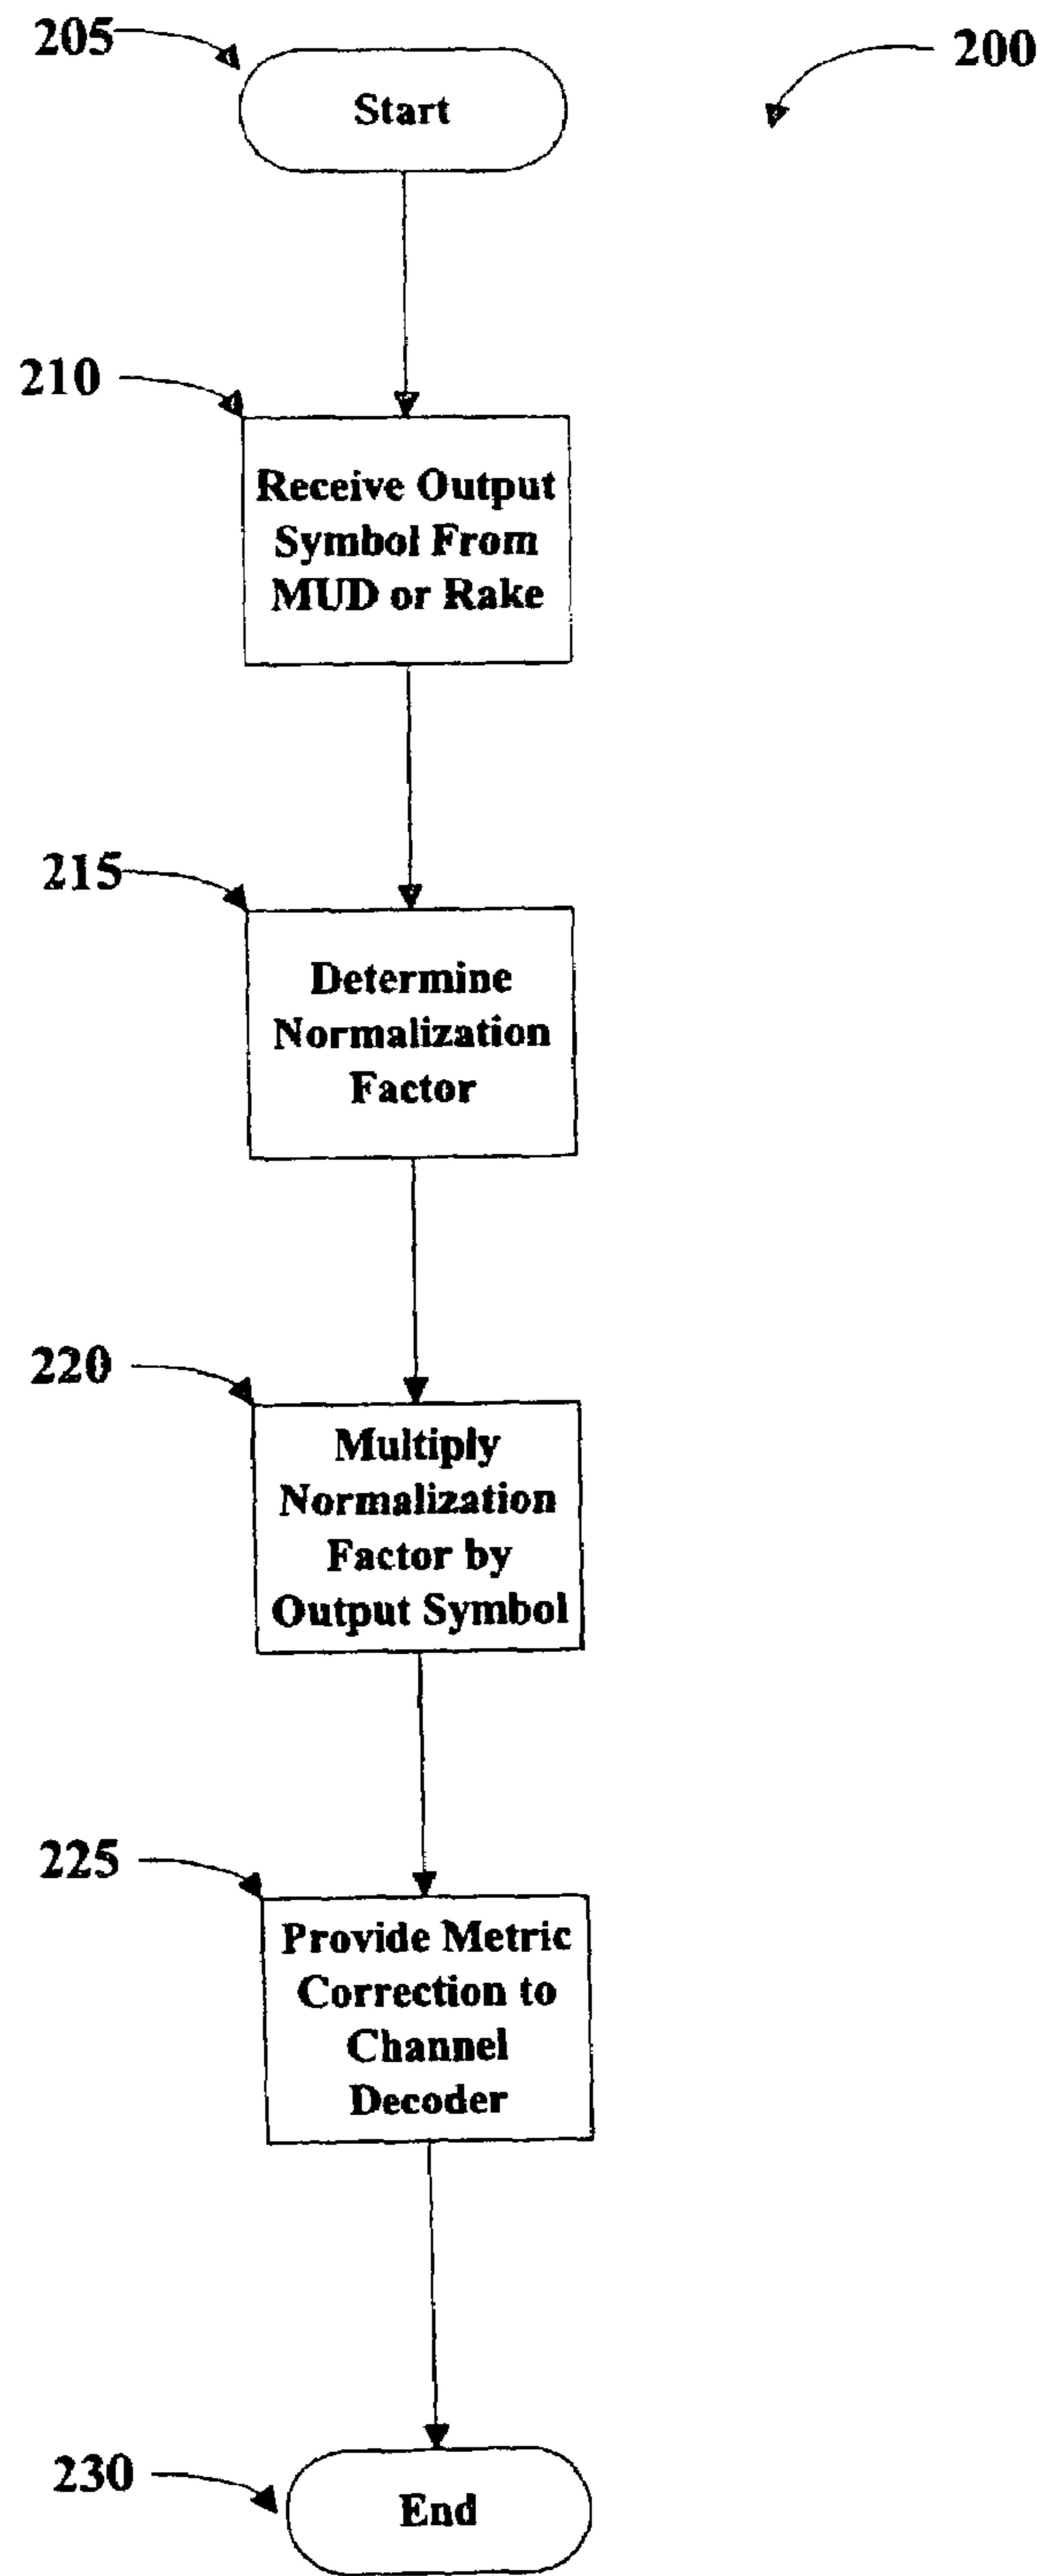 205
200
Start
210
Receive Output
Symbol From
MUD or Rake
215
Determine
Normalization
Factor
220
Multiply
Normalization
Factor by
Output Symbol
225
Provide Metric
Correction to
Channel
Decoder
230
End